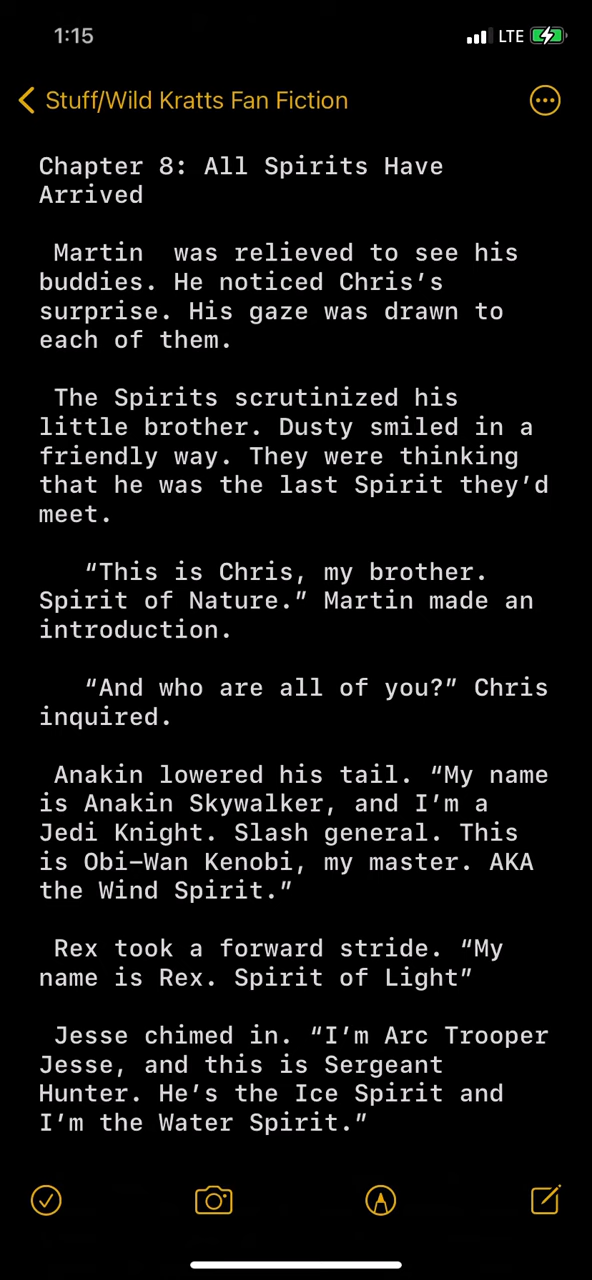 1:15
LTE
Stuff/Wild Kratts Fan Fiction
Chapter 8: All Spirits Have
Arrived
Martin  was relieved to see his
buddies. He noticed Chris’s
surprise. His gaze was drawn to
each of them.
The Spirits scrutinized his
little brother. Dusty smiled in a
friendly way. They were thinking
that he was the last Spirit they’d
meet.
“This is Chris, my brother.
Spirit of Nature.” Martin made an
introduction.
“And who are all of you?” Chris
inquired.
Anakin lowered his tail. “My name
is Anakin Skywalker, and I’m a
Jedi Knight. Slash general. This
is Obi-Wan Kenobi, my master. AKA
the Wind Spirit.”
Rex took a forward stride. “My
name is Rex. Spirit of Light”
Jesse chimed in. “I’m Arc Trooper
Jesse, and this is Sergeant
Hunter. He’s the Ice Spirit and
I’m the Water Spirit.”